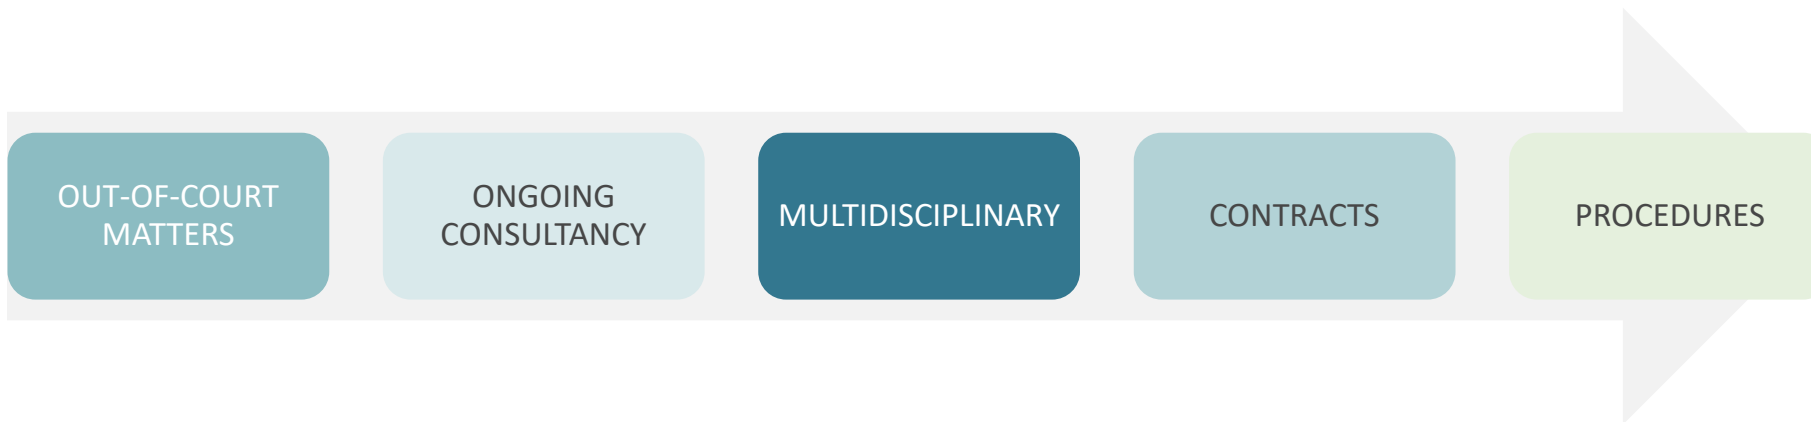 OUT-OF-COURT
MATTERS
ONGOING
CONSULTANCY
MULTIDISCIPLINARY
CONTRACTS
PROCEDURES